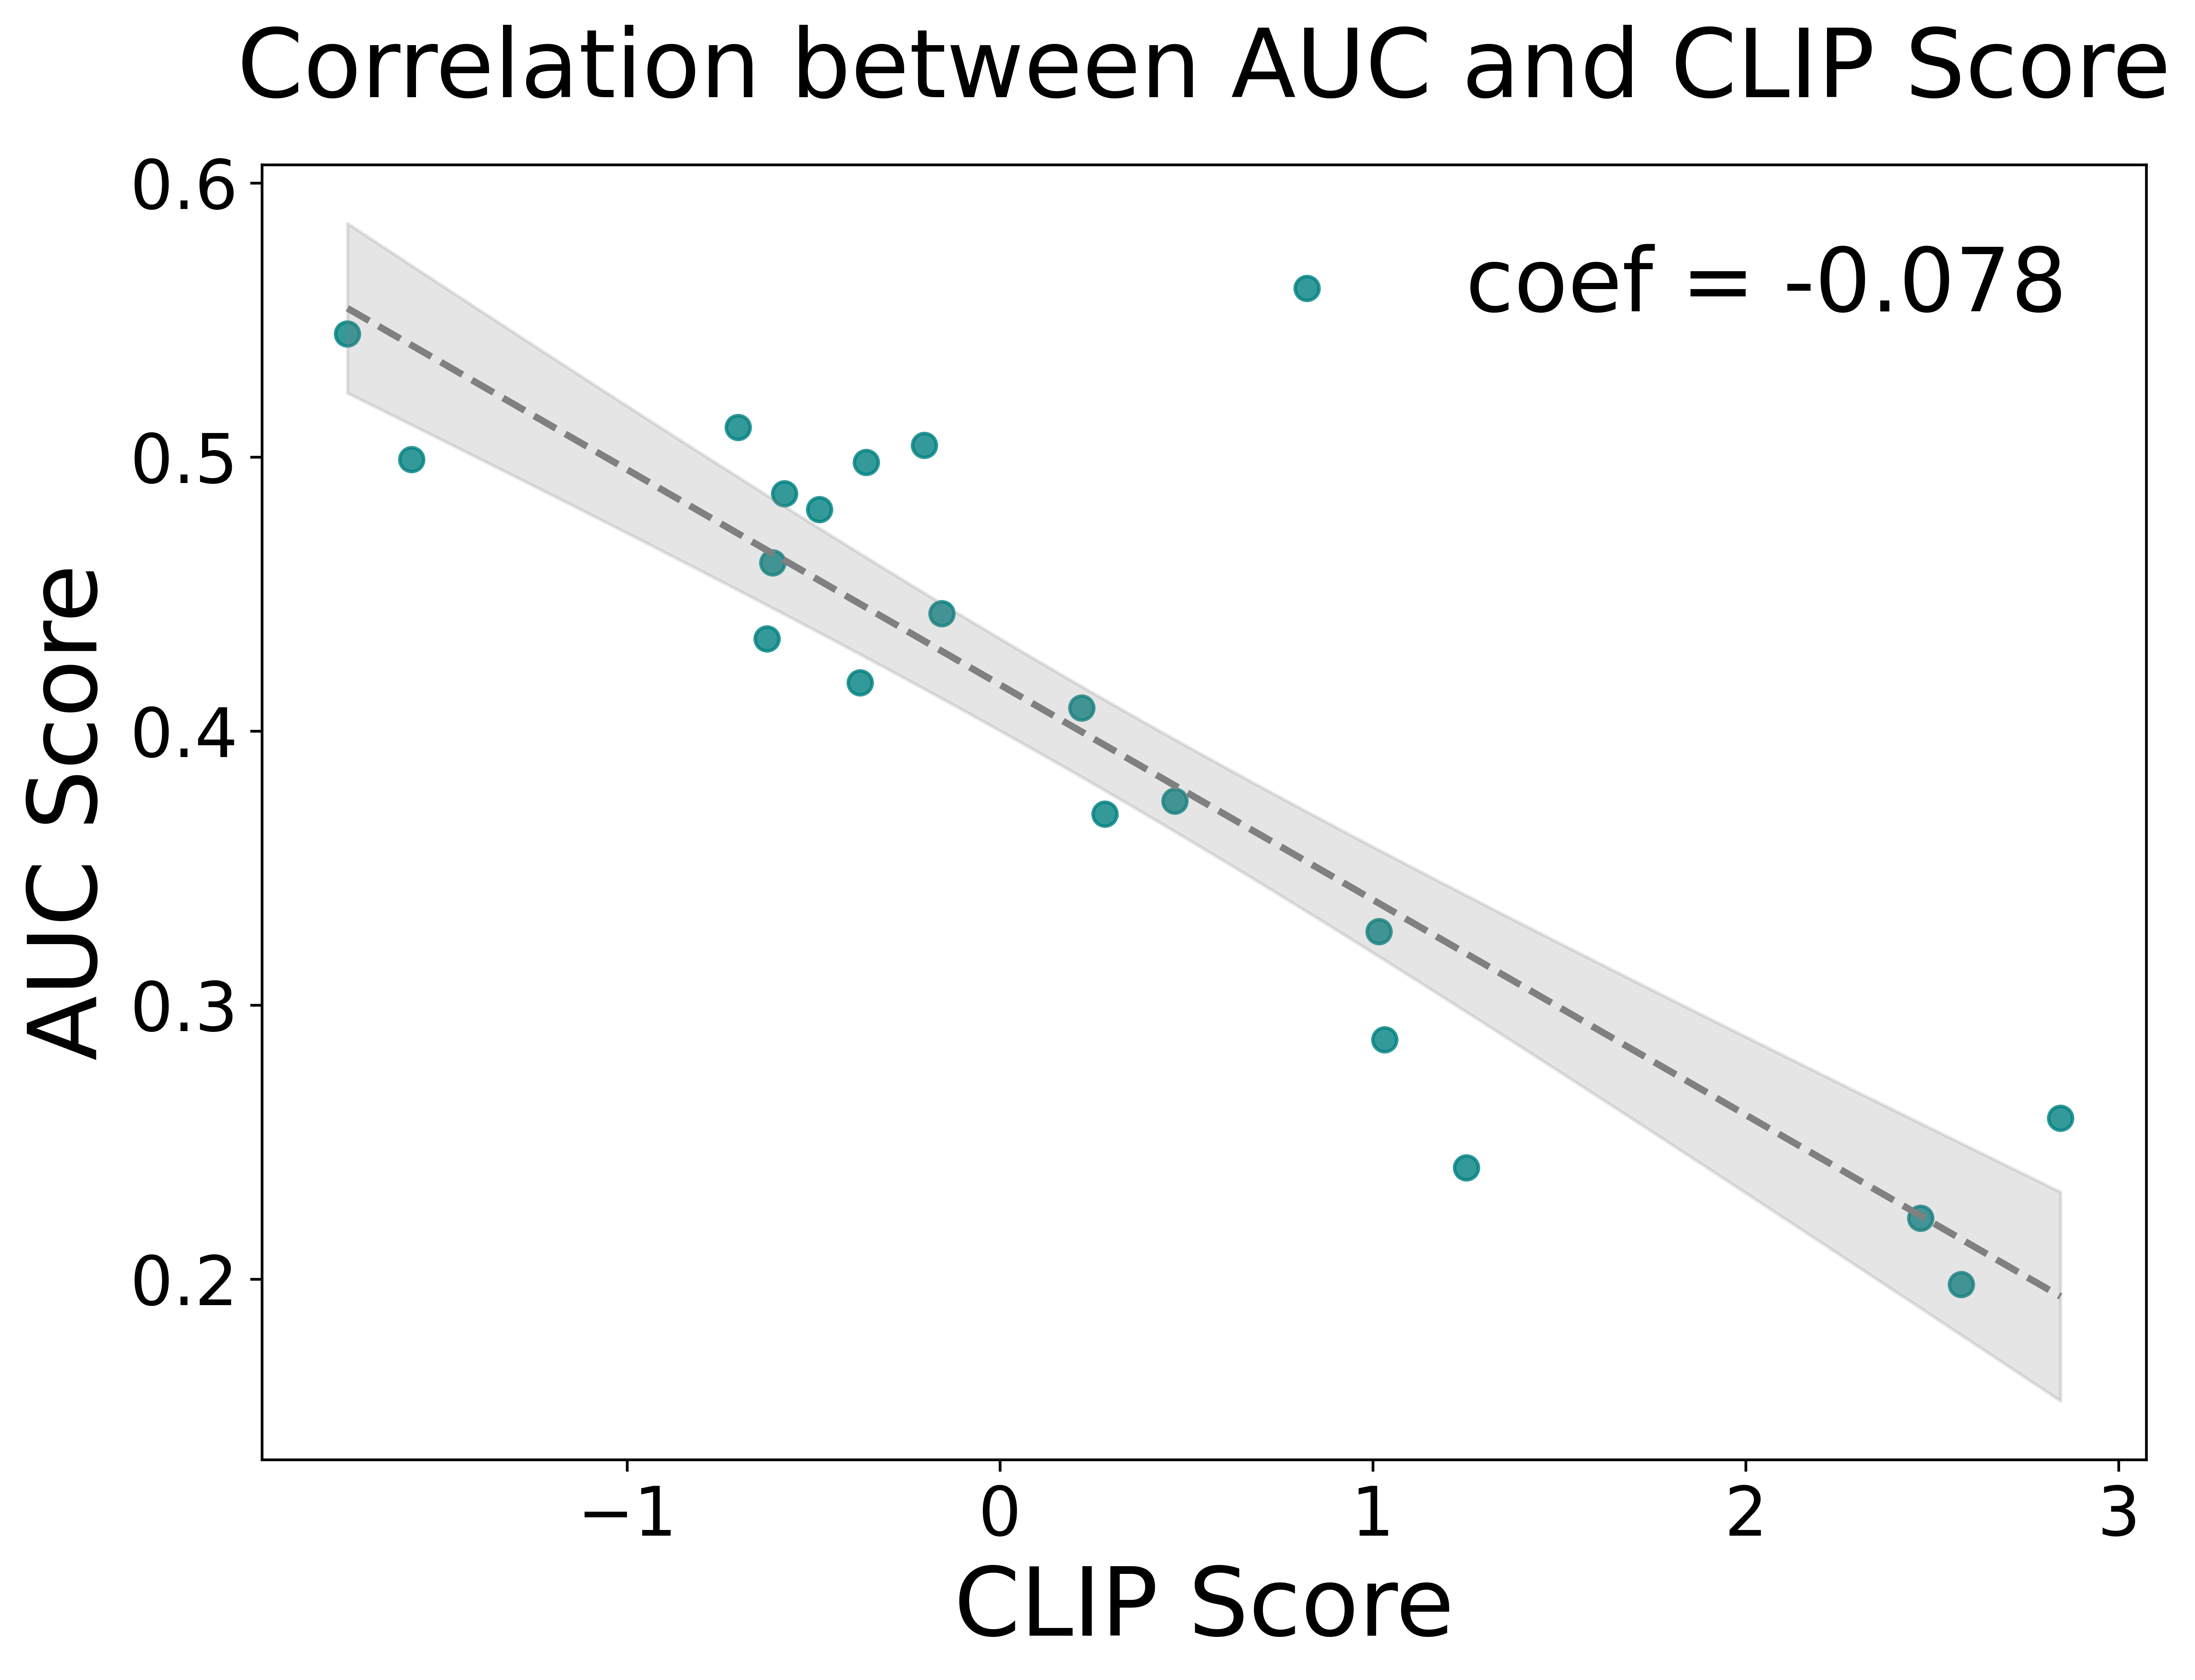 Correlation between AUC and CLIP Score
coef = -0.078
AUC Score
0.6
0.5
0.4
0.3
0.2
−1 0 1 2 3
CLIP Score